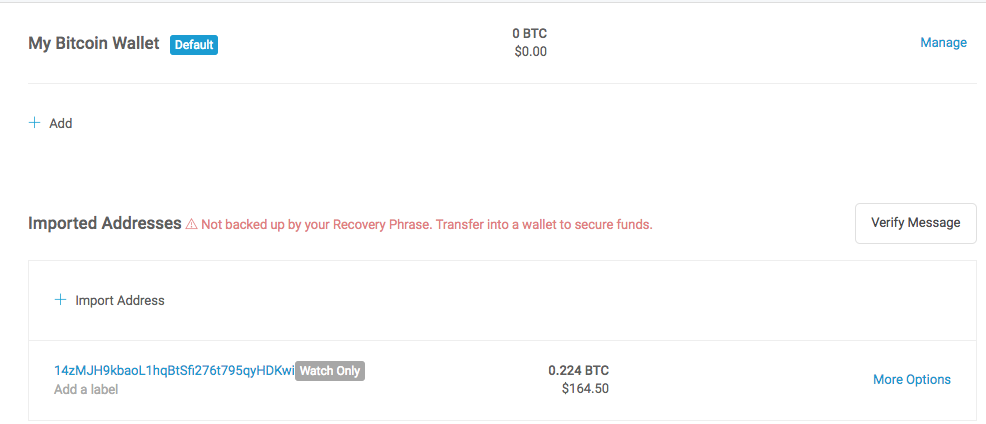 My Bitcoin Wallet Default 0 BTC Manage
$0.00
+ Add
Imported Addresses ⚠ Not backed up by your Recovery Phrase. Transfer into a wallet to secure funds. Verify Message
+ Import Address
14zMJH9kbaoL1hqBtSfi276t795qyHDKwi Watch Only 0.224 BTC More Options
Add a label $164.50